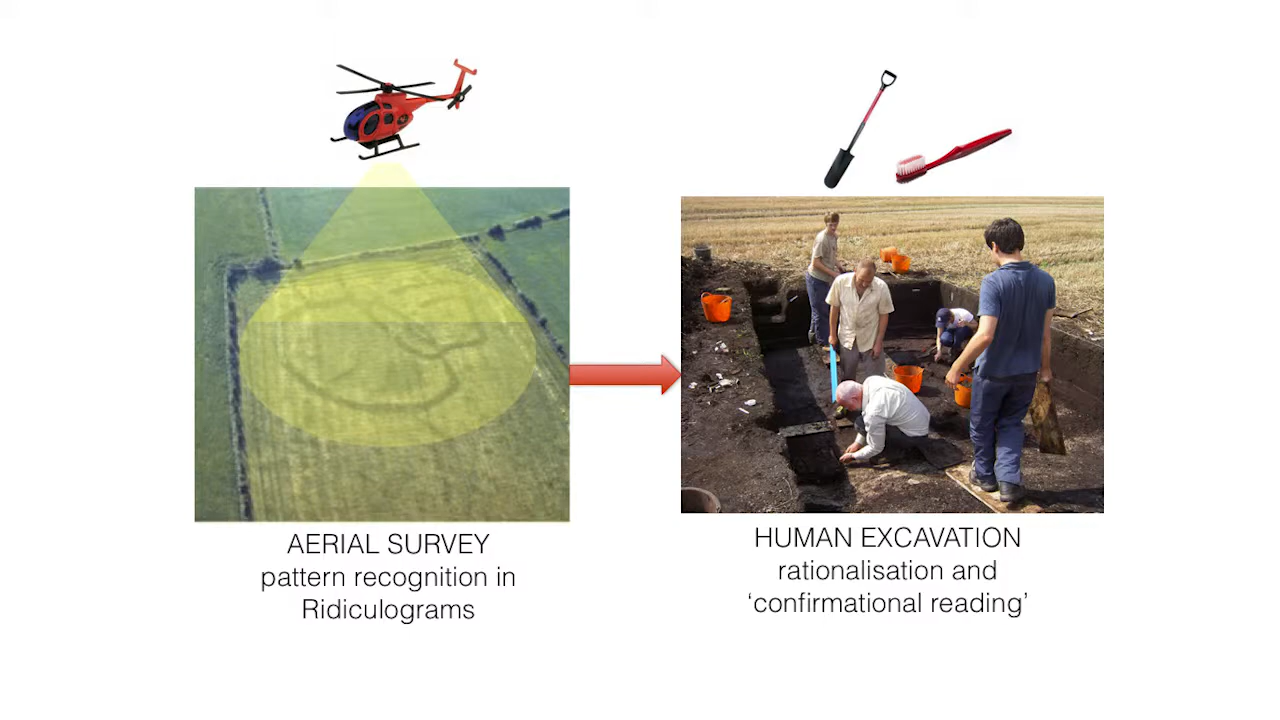 AERIAL SURVEY
pattern recognition in
Ridiculograms
HUMAN EXCAVATION
rationalisation and
‘confirmational reading’